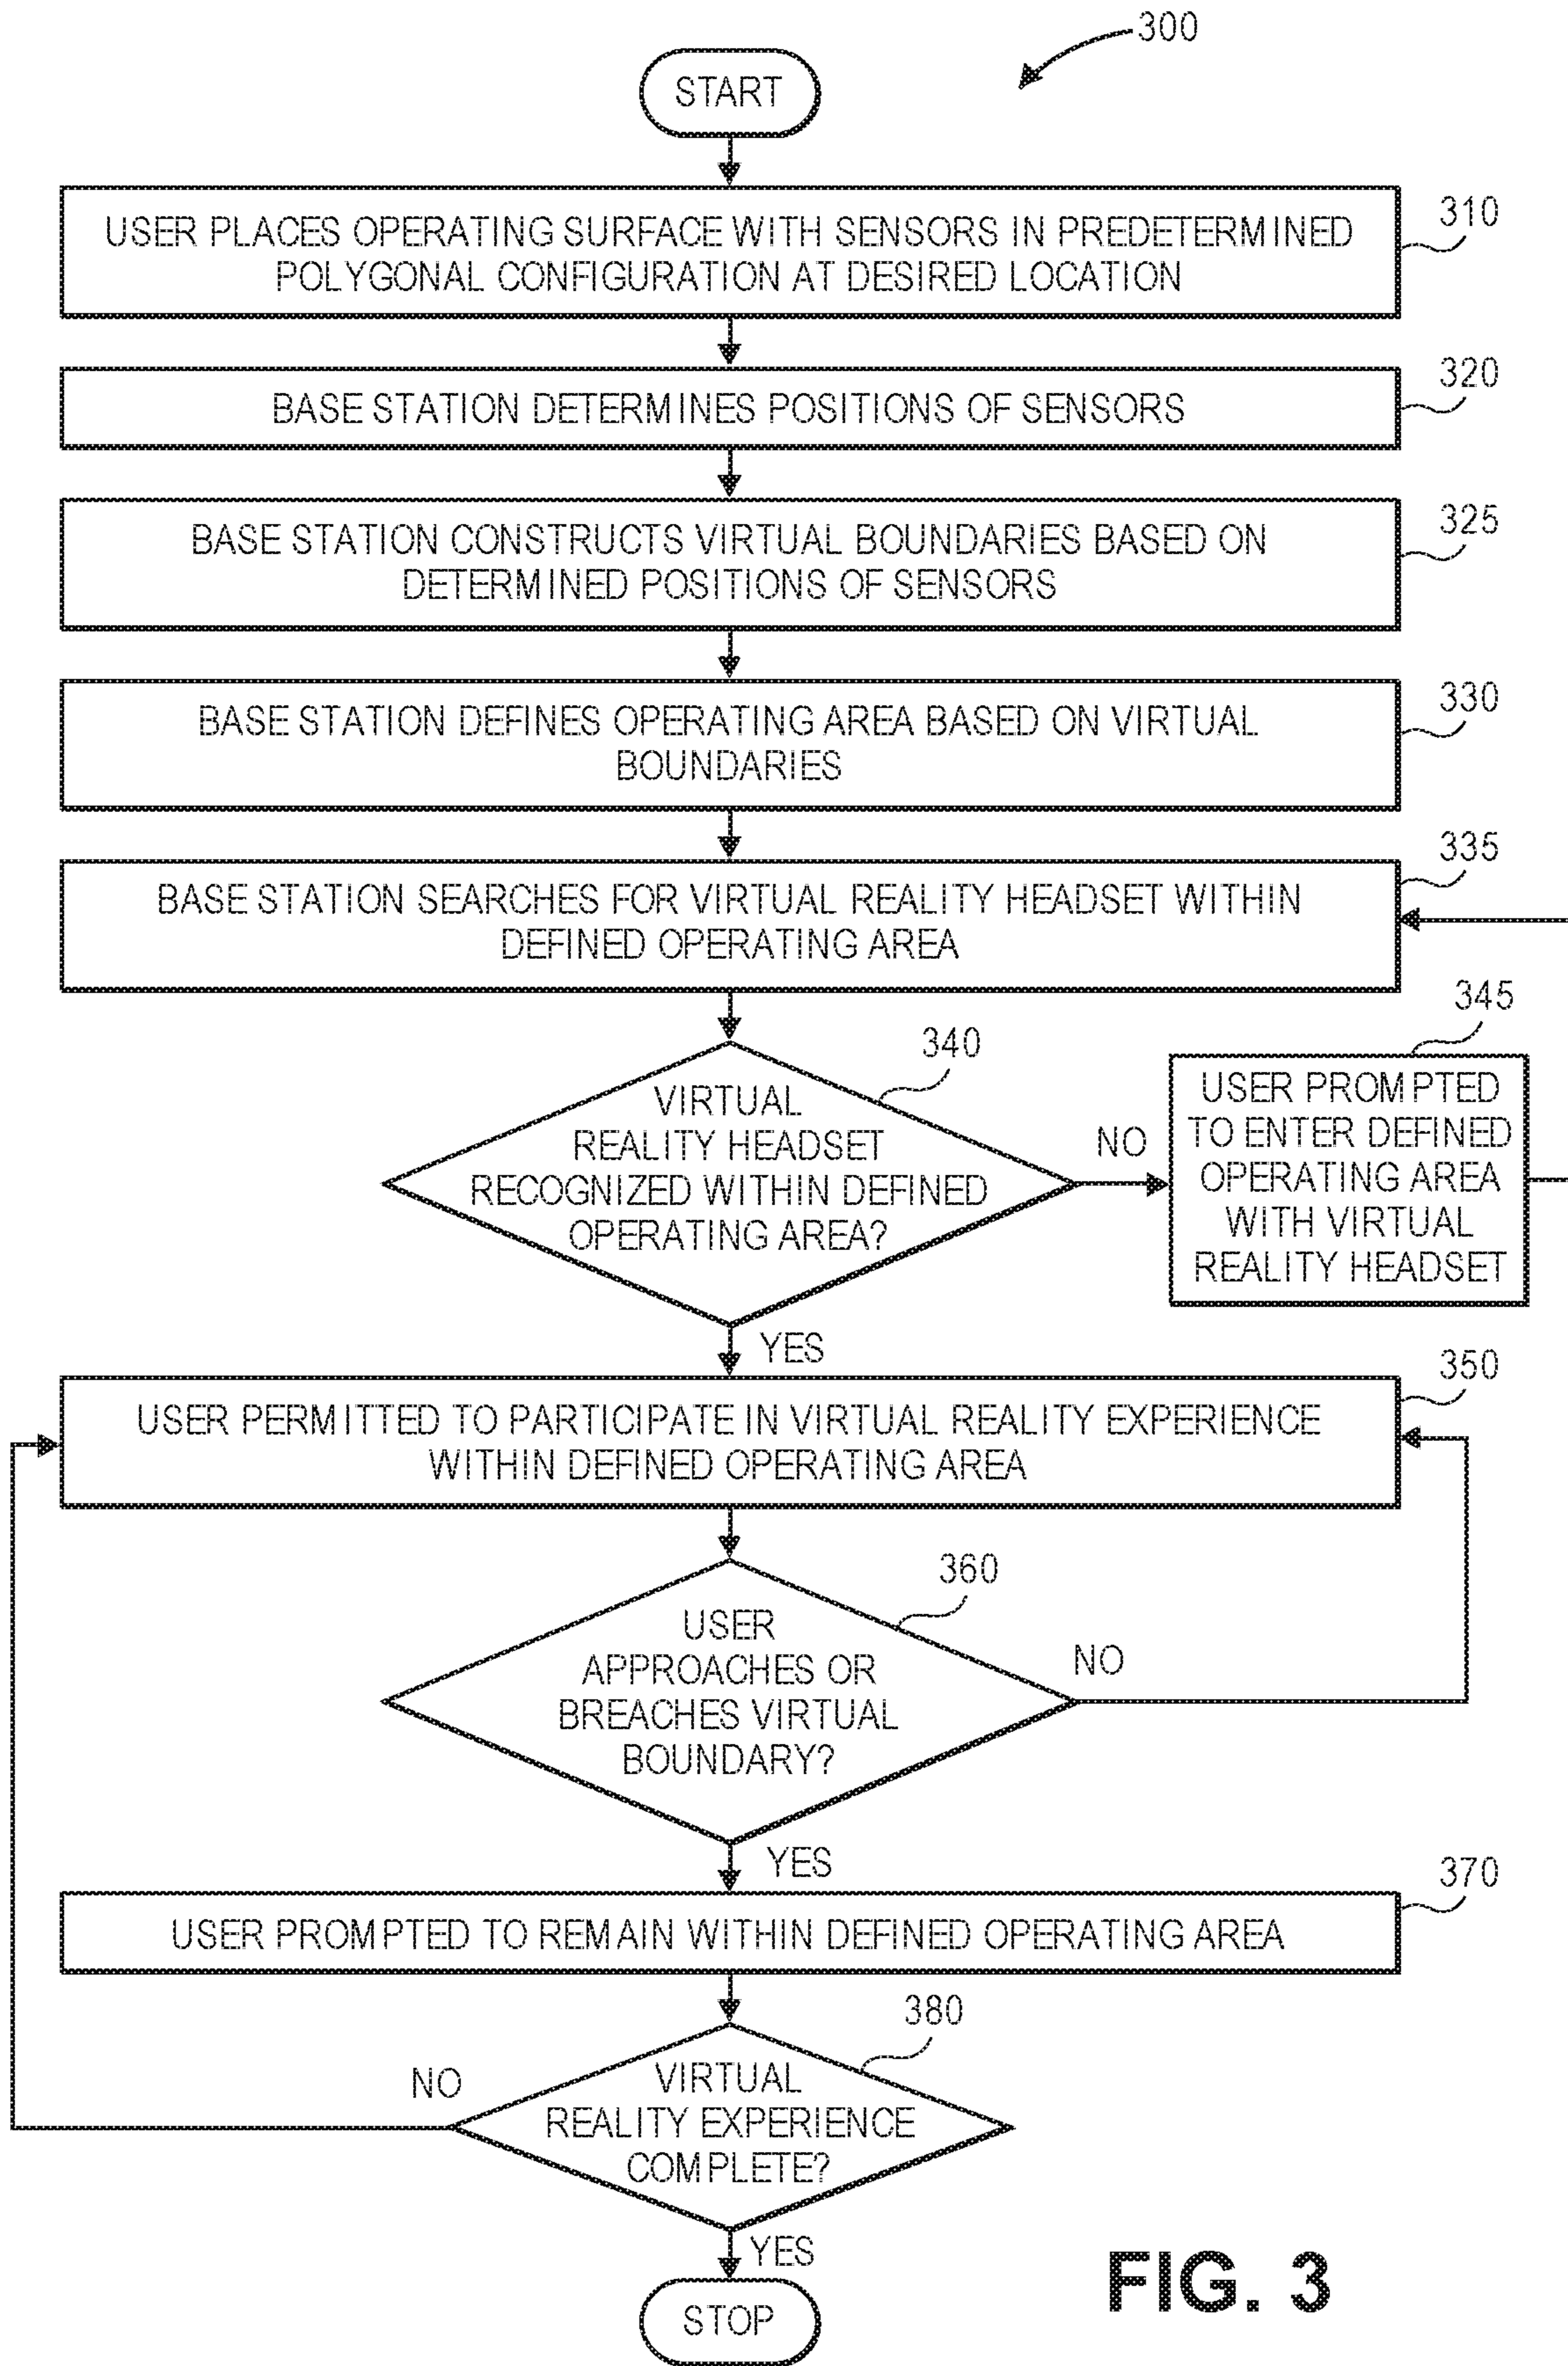 300
START
310
USER PLACES OPERATING SURFACE WITH SENSORS IN PREDETERMINED
POLYGONAL CONFIGURATION AT DESIRED LOCATION
320
BASE STATION DETERMINES POSITIONS OF SENSORS
325
BASE STATION CONSTRUCTS VIRTUAL BOUNDARIES BASED ON
DETERMINED POSITIONS OF SENSORS
330
BASE STATION DEFINES OPERATING AREA BASED ON VIRTUAL
BOUNDARIES
335
BASE STATION SEARCHES FOR VIRTUAL REALITY HEADSET WITHIN
DEFINED OPERATING AREA
340
VIRTUAL
REALITY HEADSET
RECOGNIZED WITHIN DEFINED
OPERATING AREA?
NO
345
USER PROMPTED
TO ENTER DEFINED
OPERATING AREA
WITH VIRTUAL
REALITY HEADSET
YES
350
USER PERMITTED TO PARTICIPATE IN VIRTUAL REALITY EXPERIENCE
WITHIN DEFINED OPERATING AREA
360
USER
APPROACHES OR
BREACHES VIRTUAL
BOUNDARY?
NO
YES
370
USER PROMPTED TO REMAIN WITHIN DEFINED OPERATING AREA
380
VIRTUAL
REALITY EXPERIENCE
COMPLETE?
NO
YES
STOP
FIG. 3